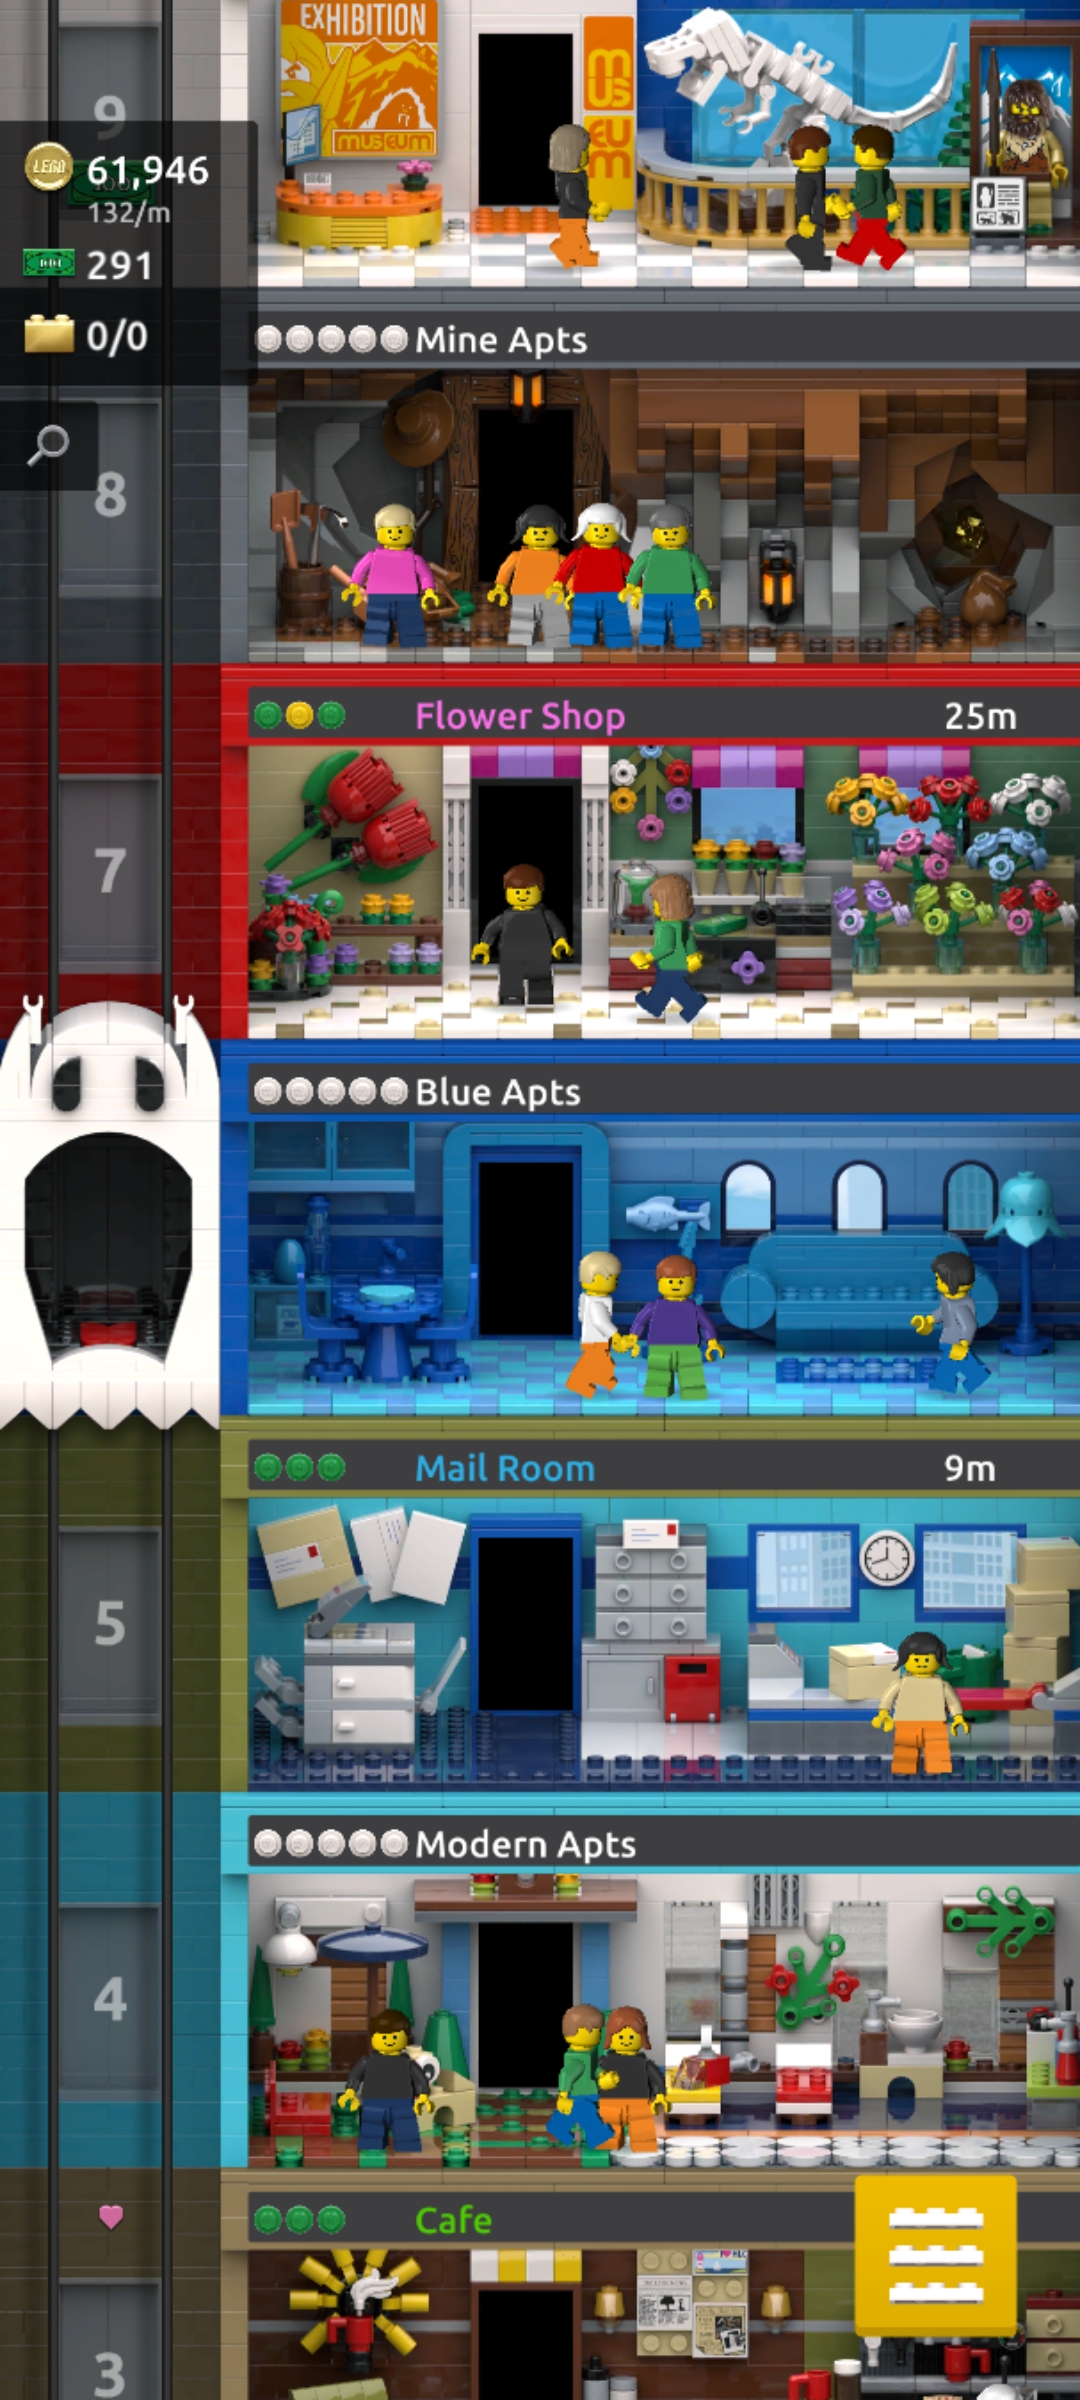 EXHIBITION
MUSEUM
MUSEUM
9
LEGO 61,946
132/m
291
0/0
Mine Apts
8
Flower Shop 25m
7
Blue Apts
Mail Room 9m
5
Modern Apts
4
Cafe
3